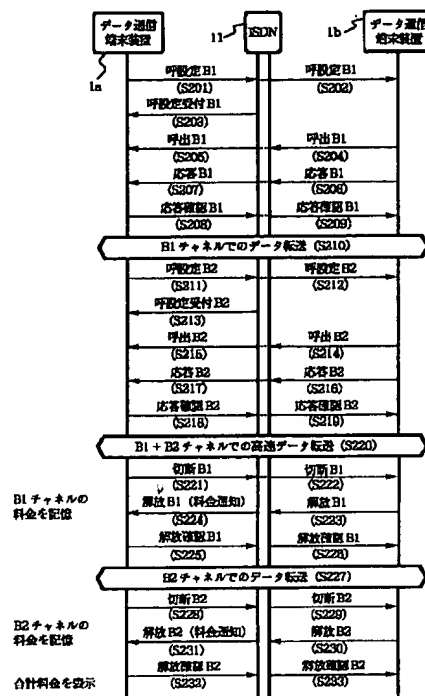 データ通信
端末装置
1a
11
ISDN
1b
データ通信
端末装置
呼設定B1
(S201)
呼設定B1
(S202)
呼設定受付B1
(S203)
呼出B1
(S205)
呼出B1
(S204)
応答B1
(S207)
応答B1
(S206)
応答確認B1
(S208)
応答確認B1
(S209)
B1チャネルでのデータ転送 (S210)
呼設定B2
(S211)
呼設定B2
(S212)
呼設定受付B2
(S213)
呼出B2
(S215)
呼出B2
(S214)
応答B2
(S217)
応答B2
(S216)
応答確認B2
(S218)
応答確認B2
(S219)
B1+B2チャネルでの高速データ転送 (S220)
切断B1
(S221)
切断B1
(S222)
B1チャネルの
料金を記憶
解放B1 (料金通知)
(S224)
解放B1
(S223)
解放確認B1
(S225)
解放確認B1
(S226)
B2チャネルでのデータ転送 (S227)
切断B2
(S228)
切断B2
(S229)
B2チャネルの
料金を記憶
解放B2 (料金通知)
(S231)
解放B2
(S230)
合計料金を表示
解放確認B2
(S232)
解放確認B2
(S233)